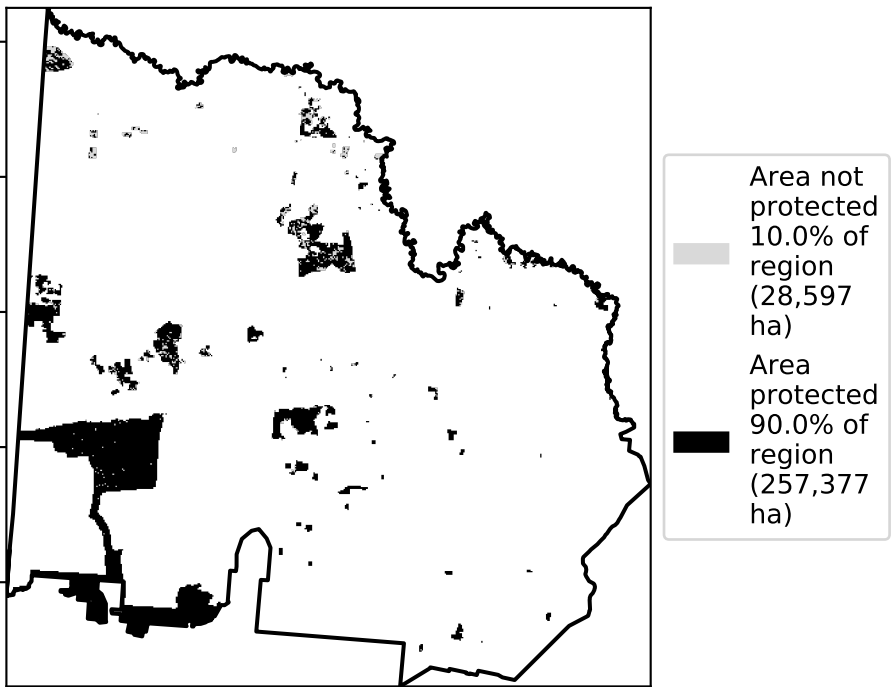 Area not
protected
10.0% of
region
(28,597
ha)
Area
protected
90.0% of
region
(257,377
ha)